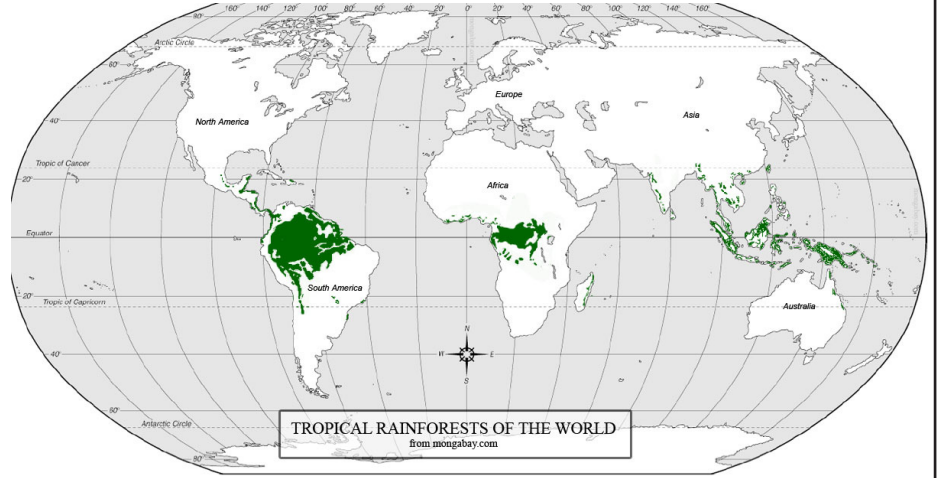 160° 140° 120° 100° 80° 60° 40° 20° 0° 20° 40° 60° 80° 100° 120° 140° 160°
80°
Arctic Circle
60°
Europe
North America
Asia
40°
Tropic of Cancer
20°
Africa
Equator
South America
20°
Tropic of Capricorn
Australia
N
40°
W E
S
60°
Antarctic Circle
TROPICAL RAINFORESTS OF THE WORLD
from mongabay.com
80°